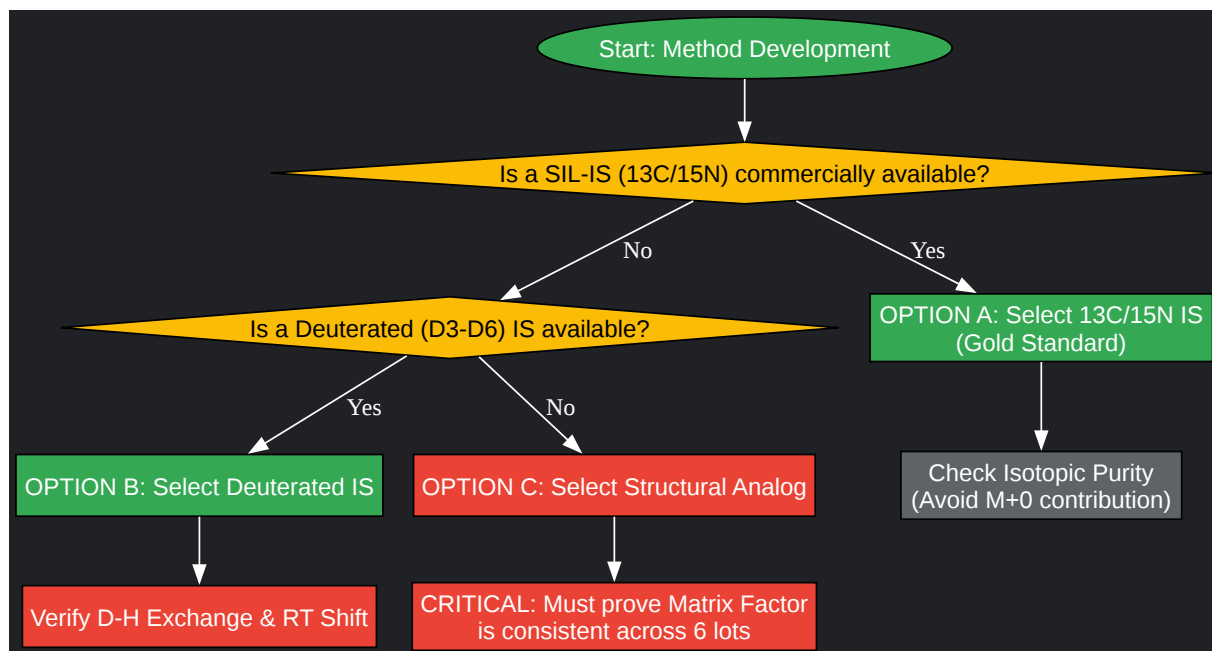 Start: Method Development
Is a SIL-IS (13C/15N) commercially available?
No
Yes
Is a Deuterated (D3-D6) IS available?
OPTION A: Select 13C/15N IS
(Gold Standard)
Yes
No
OPTION B: Select Deuterated IS
OPTION C: Select Structural Analog
Check Isotopic Purity
(Avoid M+0 contribution)
Verify D-H Exchange & RT Shift
CRITICAL: Must prove Matrix Factor
is consistent across 6 lots